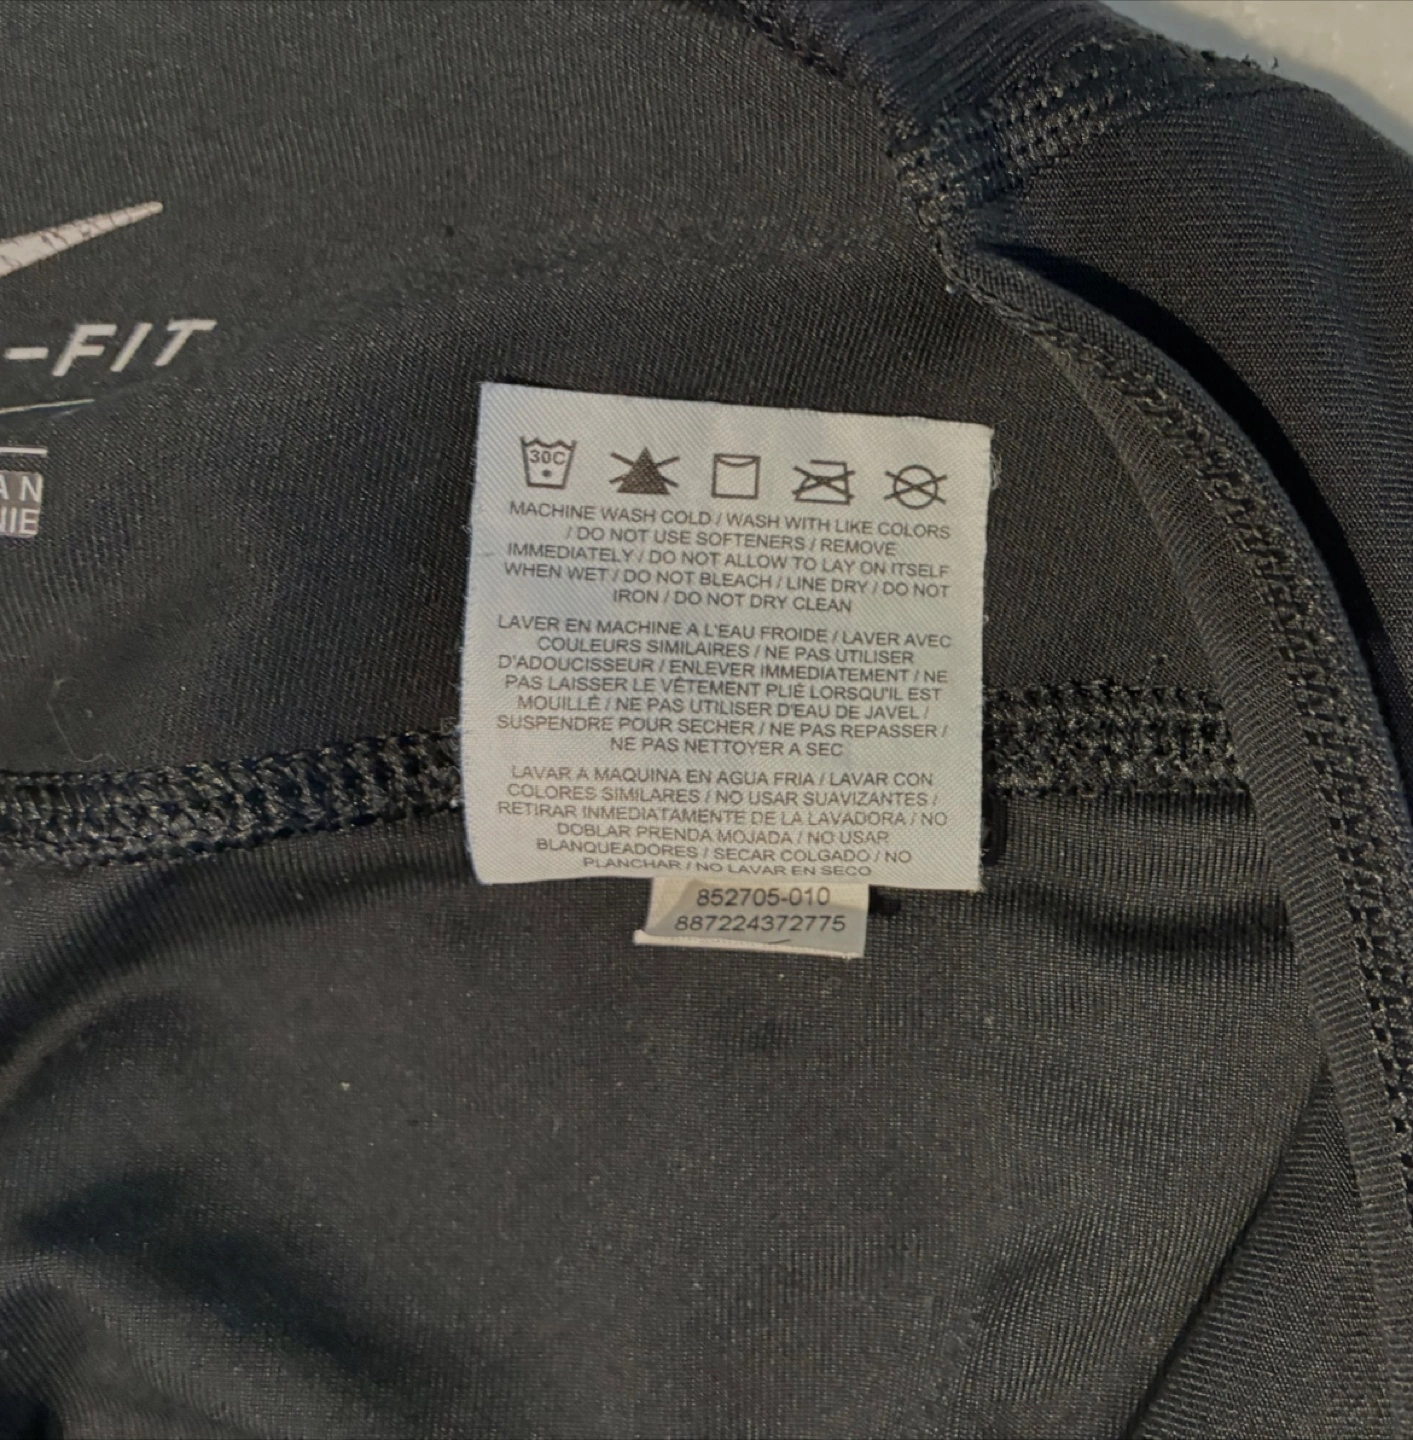 -FIT
AN
NIE
30C
MACHINE WASH COLD / WASH WITH LIKE COLORS
/ DO NOT USE SOFTENERS / REMOVE
IMMEDIATELY / DO NOT ALLOW TO LAY ON ITSELF
WHEN WET / DO NOT BLEACH / LINE DRY / DO NOT
IRON / DO NOT DRY CLEAN
LAVER EN MACHINE A L'EAU FROIDE / LAVER AVEC
COULEURS SIMILAIRES / NE PAS UTILISER
D'ADOUCISSEUR / ENLEVER IMMEDIATEMENT / NE
PAS LAISSER LE VÊTEMENT PLIÉ LORSQU'IL EST
MOUILLÉ / NE PAS UTILISER D'EAU DE JAVEL /
SUSPENDRE POUR SECHER / NE PAS REPASSER /
NE PAS NETTOYER A SEC
LAVAR A MAQUINA EN AGUA FRIA / LAVAR CON
COLORES SIMILARES / NO USAR SUAVIZANTES /
RETIRAR INMEDIATAMENTE DE LA LAVADORA / NO
DOBLAR PRENDA MOJADA / NO USAR
BLANQUEADORES / SECAR COLGADO / NO
PLANCHAR / NO LAVAR EN SECO
852705-010
887224372775